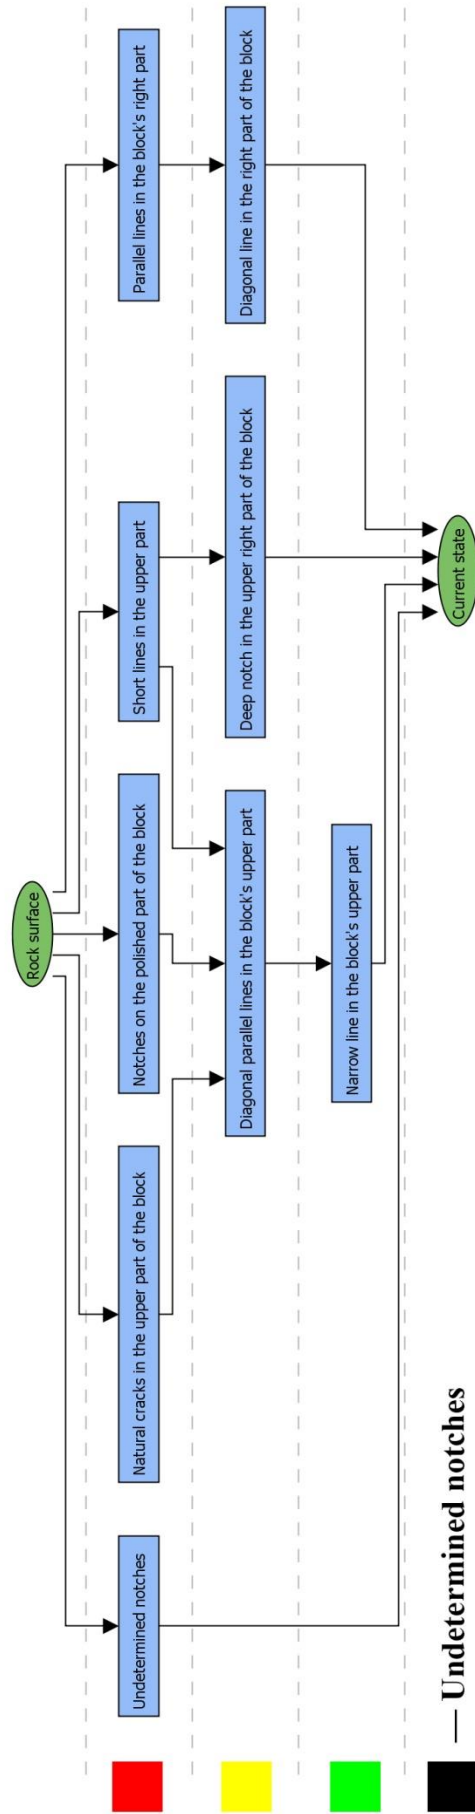 Rock surface
Undetermined notches
Natural cracks in the upper part of the block
Notches on the polished part of the block
Short lines in the upper part
Parallel lines in the block's right part
Diagonal parallel lines in the block's upper part
Deep notch in the upper right part of the block
Diagonal line in the right part of the block
Narrow line in the block's upper part
Current state
— Undetermined notches